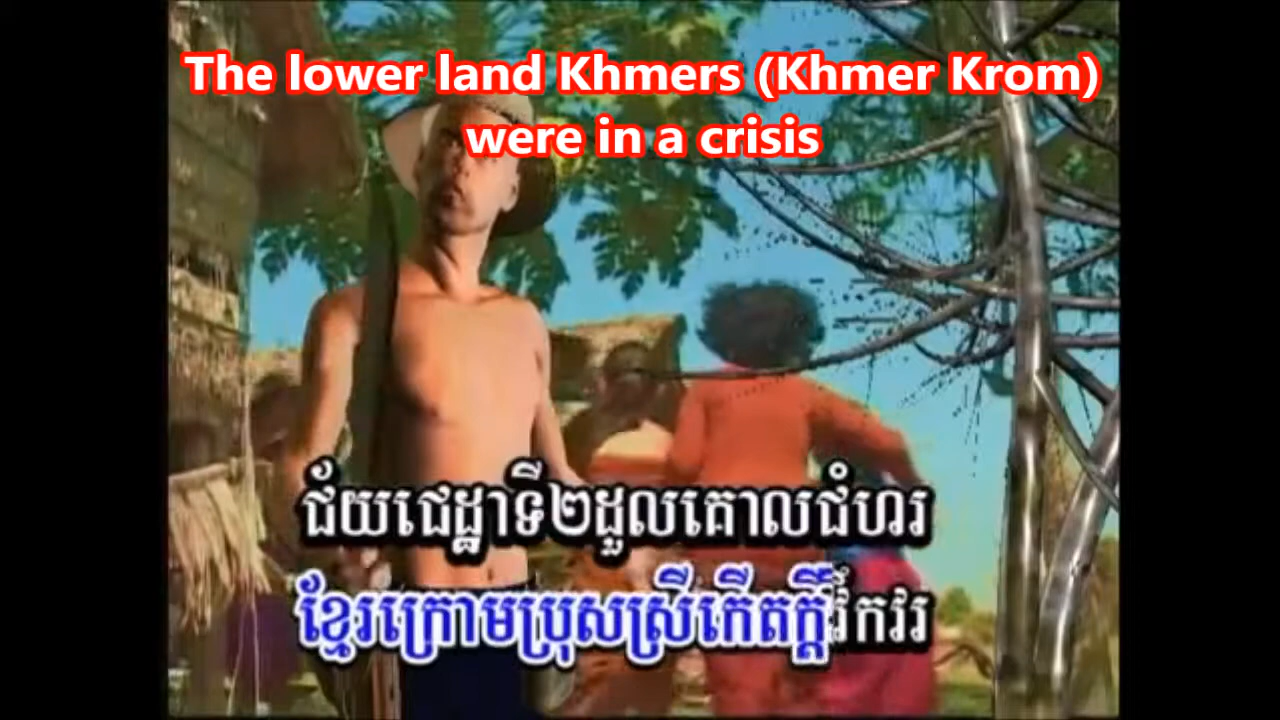 The lower land Khmers (Khmer Krom)
were in a crisis
ជ័យជេដ្ឋាទី២ដួលគោលជំហរ
ខ្មែរក្រោមប្រុសស្រីកើតក្ដីវីវក់វរ